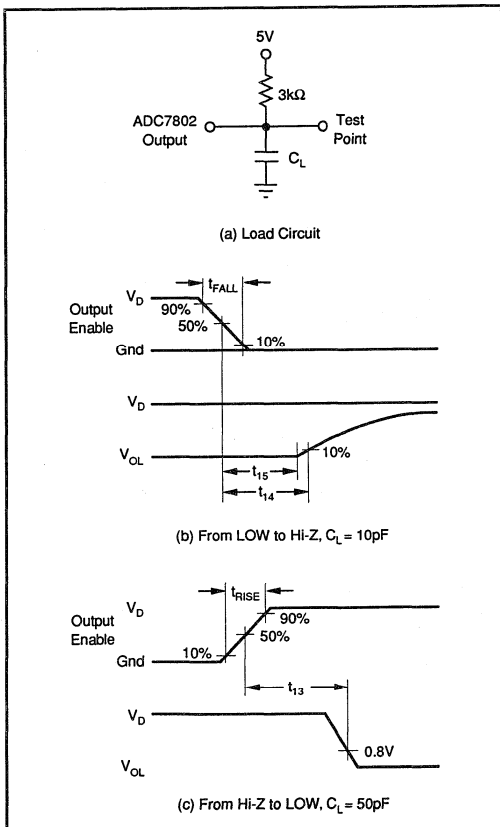 5V
3kΩ
ADC7802
Output
Test
Point
C_L
(a) Load Circuit
t_FALL
V_D
Output
Enable
90%
50%
10%
Gnd
V_D
V_OL
10%
t_15
t_14
(b) From LOW to Hi-Z, C_L = 10pF
t_RISE
V_D
Output
Enable
90%
50%
10%
Gnd
t_13
V_D
0.8V
V_OL
(c) From Hi-Z to LOW, C_L = 50pF